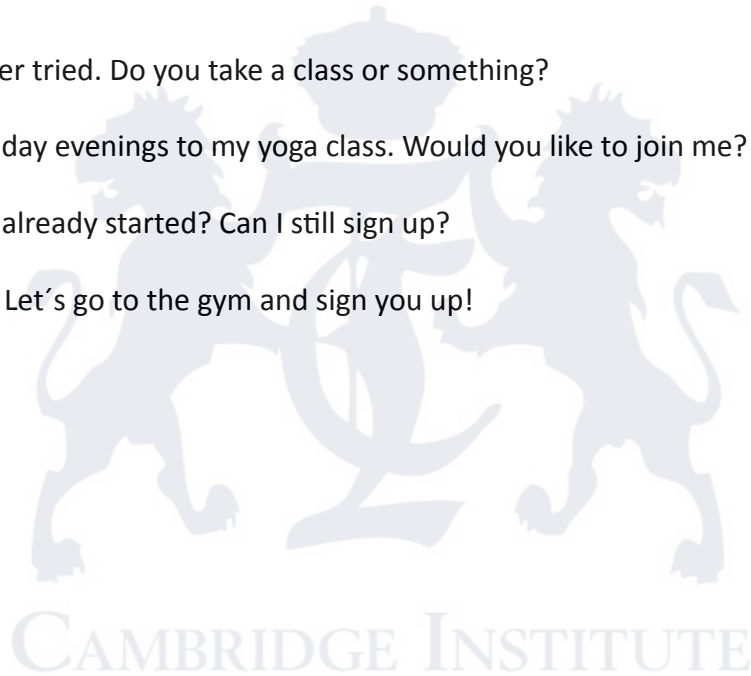 er tried. Do you take a class or something?
day evenings to my yoga class. Would you like to join me?
already started? Can I still sign up?
Let´s go to the gym and sign you up!
CAMBRIDGE INSTITUTE